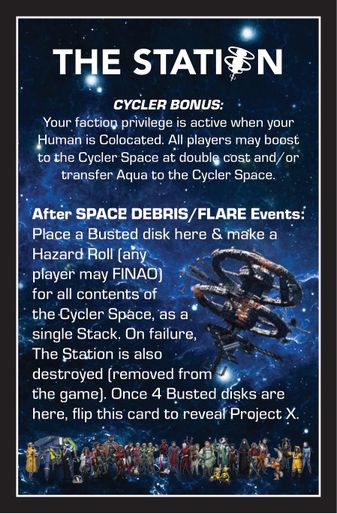 THE STATION
CYCLER BONUS:
Your faction privilege is active when your
Human is Colocated. All players may boost
to the Cycler Space at double cost and/or
transfer Aqua to the Cycler Space.
After SPACE DEBRIS/FLARE Events:
Place a Busted disk here & make a
Hazard Roll (any
player may FINAO)
for all contents of
the Cycler Space, as a
single Stack. On failure,
The Station is also
destroyed (removed from
the game). Once 4 Busted disks are
here, flip this card to reveal Project X.